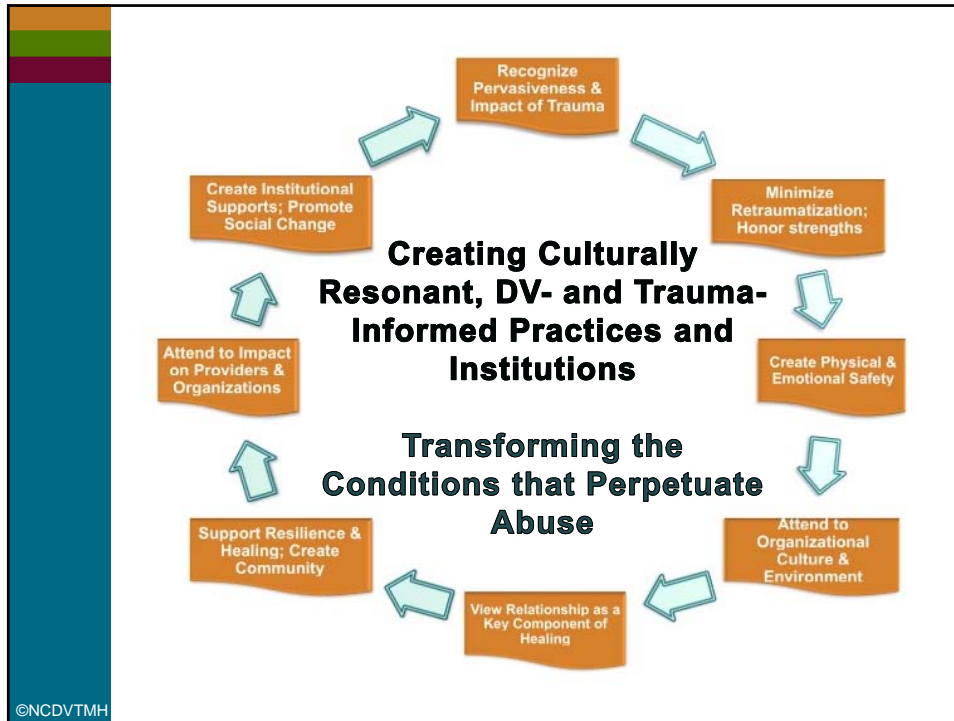 Recognize
Pervasiveness &
Impact of Trauma
Minimize
Retraumatization;
Honor strengths
Create Physical &
Emotional Safety
Attend to
Organizational
Culture &
Environment
View Relationship as a
Key Component of
Healing
Support Resilience &
Healing; Create
Community
Attend to Impact
on Providers &
Organizations
Create Institutional
Supports; Promote
Social Change
Creating Culturally
Resonant, DV- and Trauma-
Informed Practices and
Institutions
Transforming the
Conditions that Perpetuate
Abuse
©NCDVTMH